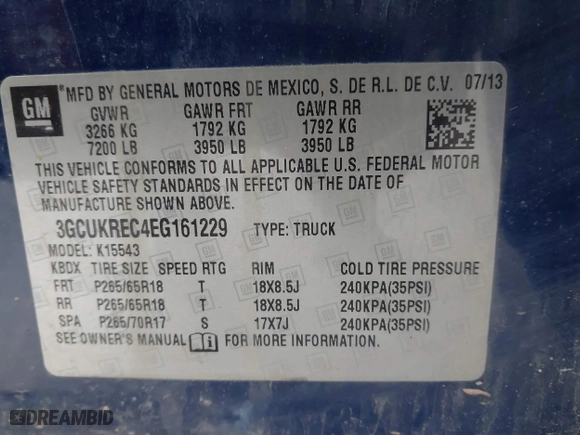 GM
*MFD BY GENERAL MOTORS DE MEXICO, S. DE R.L. DE C.V. 07/13
GVWR GAWR FRT GAWR RR
3266 KG 1792 KG 1792 KG
7200 LB 3950 LB 3950 LB
THIS VEHICLE CONFORMS TO ALL APPLICABLE U.S. FEDERAL MOTOR
VEHICLE SAFETY STANDARDS IN EFFECT ON THE DATE OF
MANUFACTURE SHOWN ABOVE.
3GCUKREC4EG161229 TYPE: TRUCK
MODEL: K15543
KBDX TIRE SIZE SPEED RTG RIM COLD TIRE PRESSURE
FRT P265/65R18 T 18X8.5J 240KPA(35PSI)
RR P265/65R18 T 18X8.5J 240KPA(35PSI)
SPA P265/70R17 S 17X7J 240KPA(35PSI)
SEE OWNER'S MANUAL FOR MORE INFORMATION.
DREAMBID